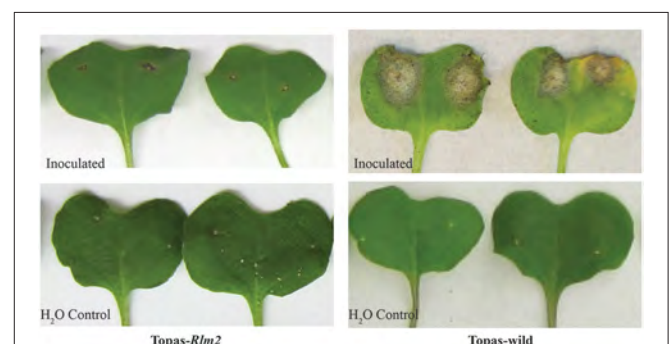 Inoculated
Inoculated
H₂O Control
H₂O Control
Topas-Rlm2
Topas-wild